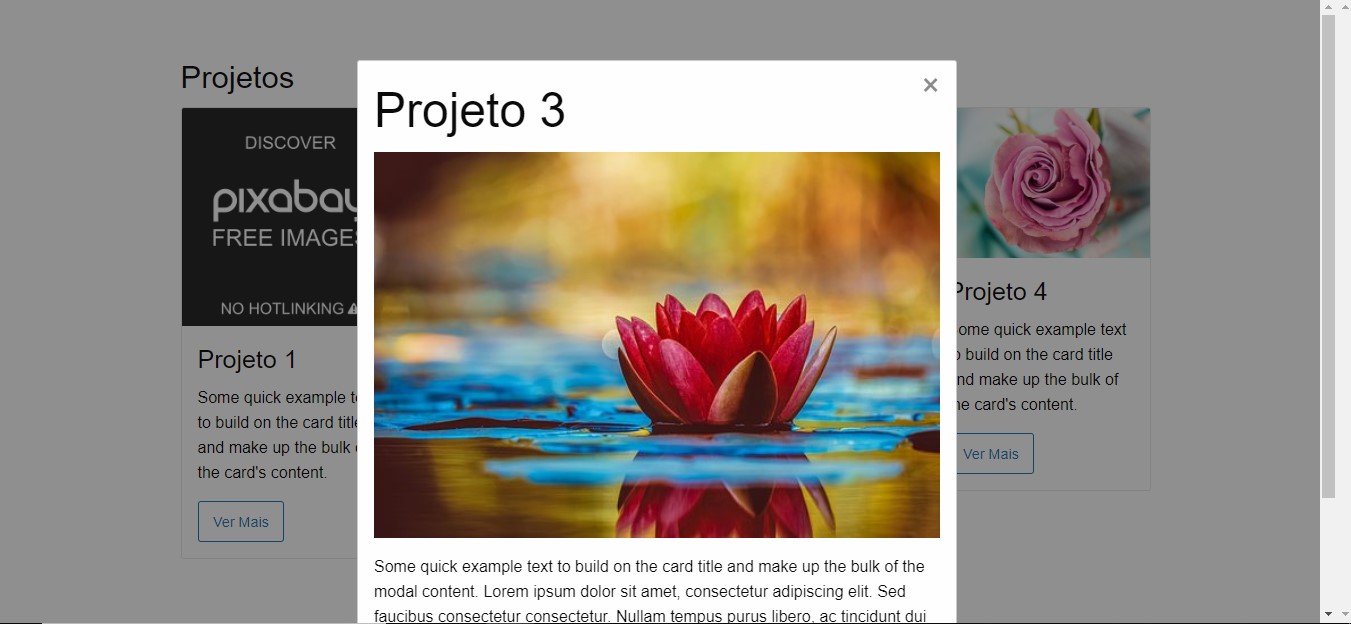 Projetos
DISCOVER
pixabay
FREE IMAGES
NO HOTLINKING
Projeto 1
Some quick example
to build on the card title
and make up the bulk
the card's content.
Ver Mais
×
Projeto 3
Some quick example text to build on the card title and make up the bulk of the
modal content. Lorem ipsum dolor sit amet, consectetur adipiscing elit. Sed
faucibus consectetur consectetur. Nullam tempus purus libero, ac tincidunt dui
Projeto 4
ome quick example text
build on the card title
nd make up the bulk of
he card's content.
Ver Mais